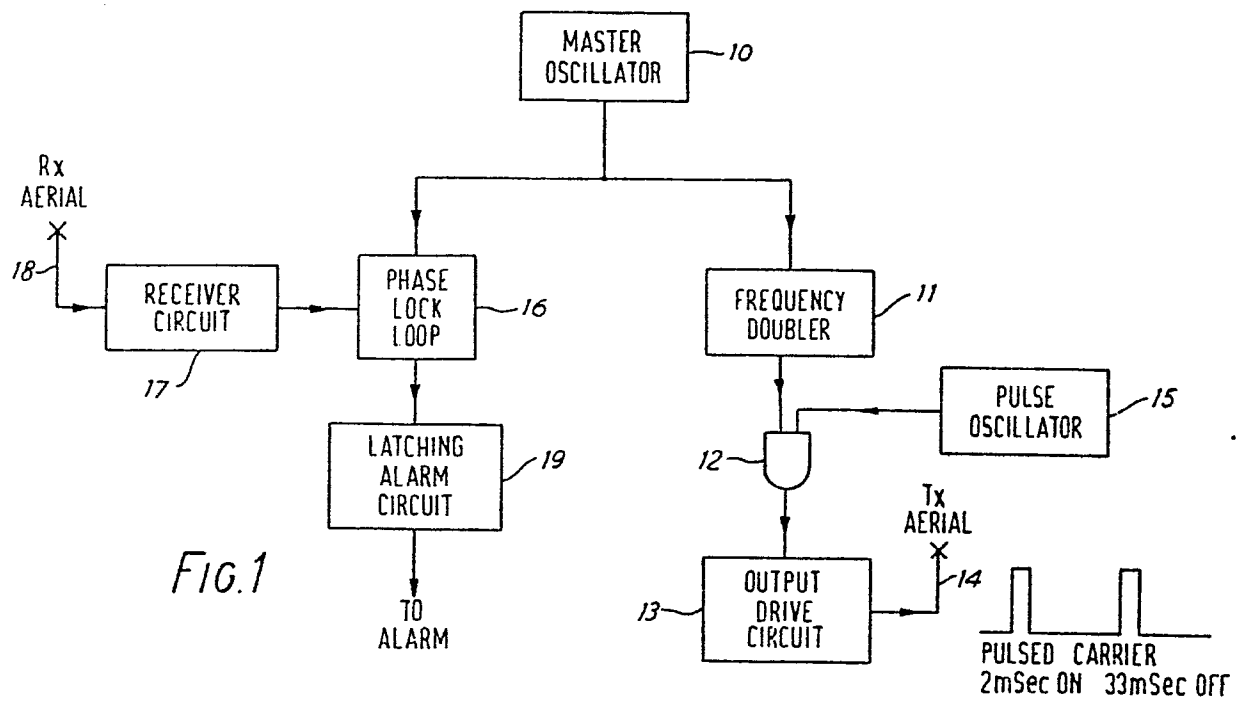 MASTER
OSCILLATOR
10
Rx
AERIAL
18
RECEIVER
CIRCUIT
17
PHASE
LOCK
LOOP
16
FREQUENCY
DOUBLER
11
PULSE
OSCILLATOR
15
12
LATCHING
ALARM
CIRCUIT
19
Tx
AERIAL
14
OUTPUT
DRIVE
CIRCUIT
13
FIG.1
TO
ALARM
PULSED CARRIER
2mSec ON 33mSec OFF